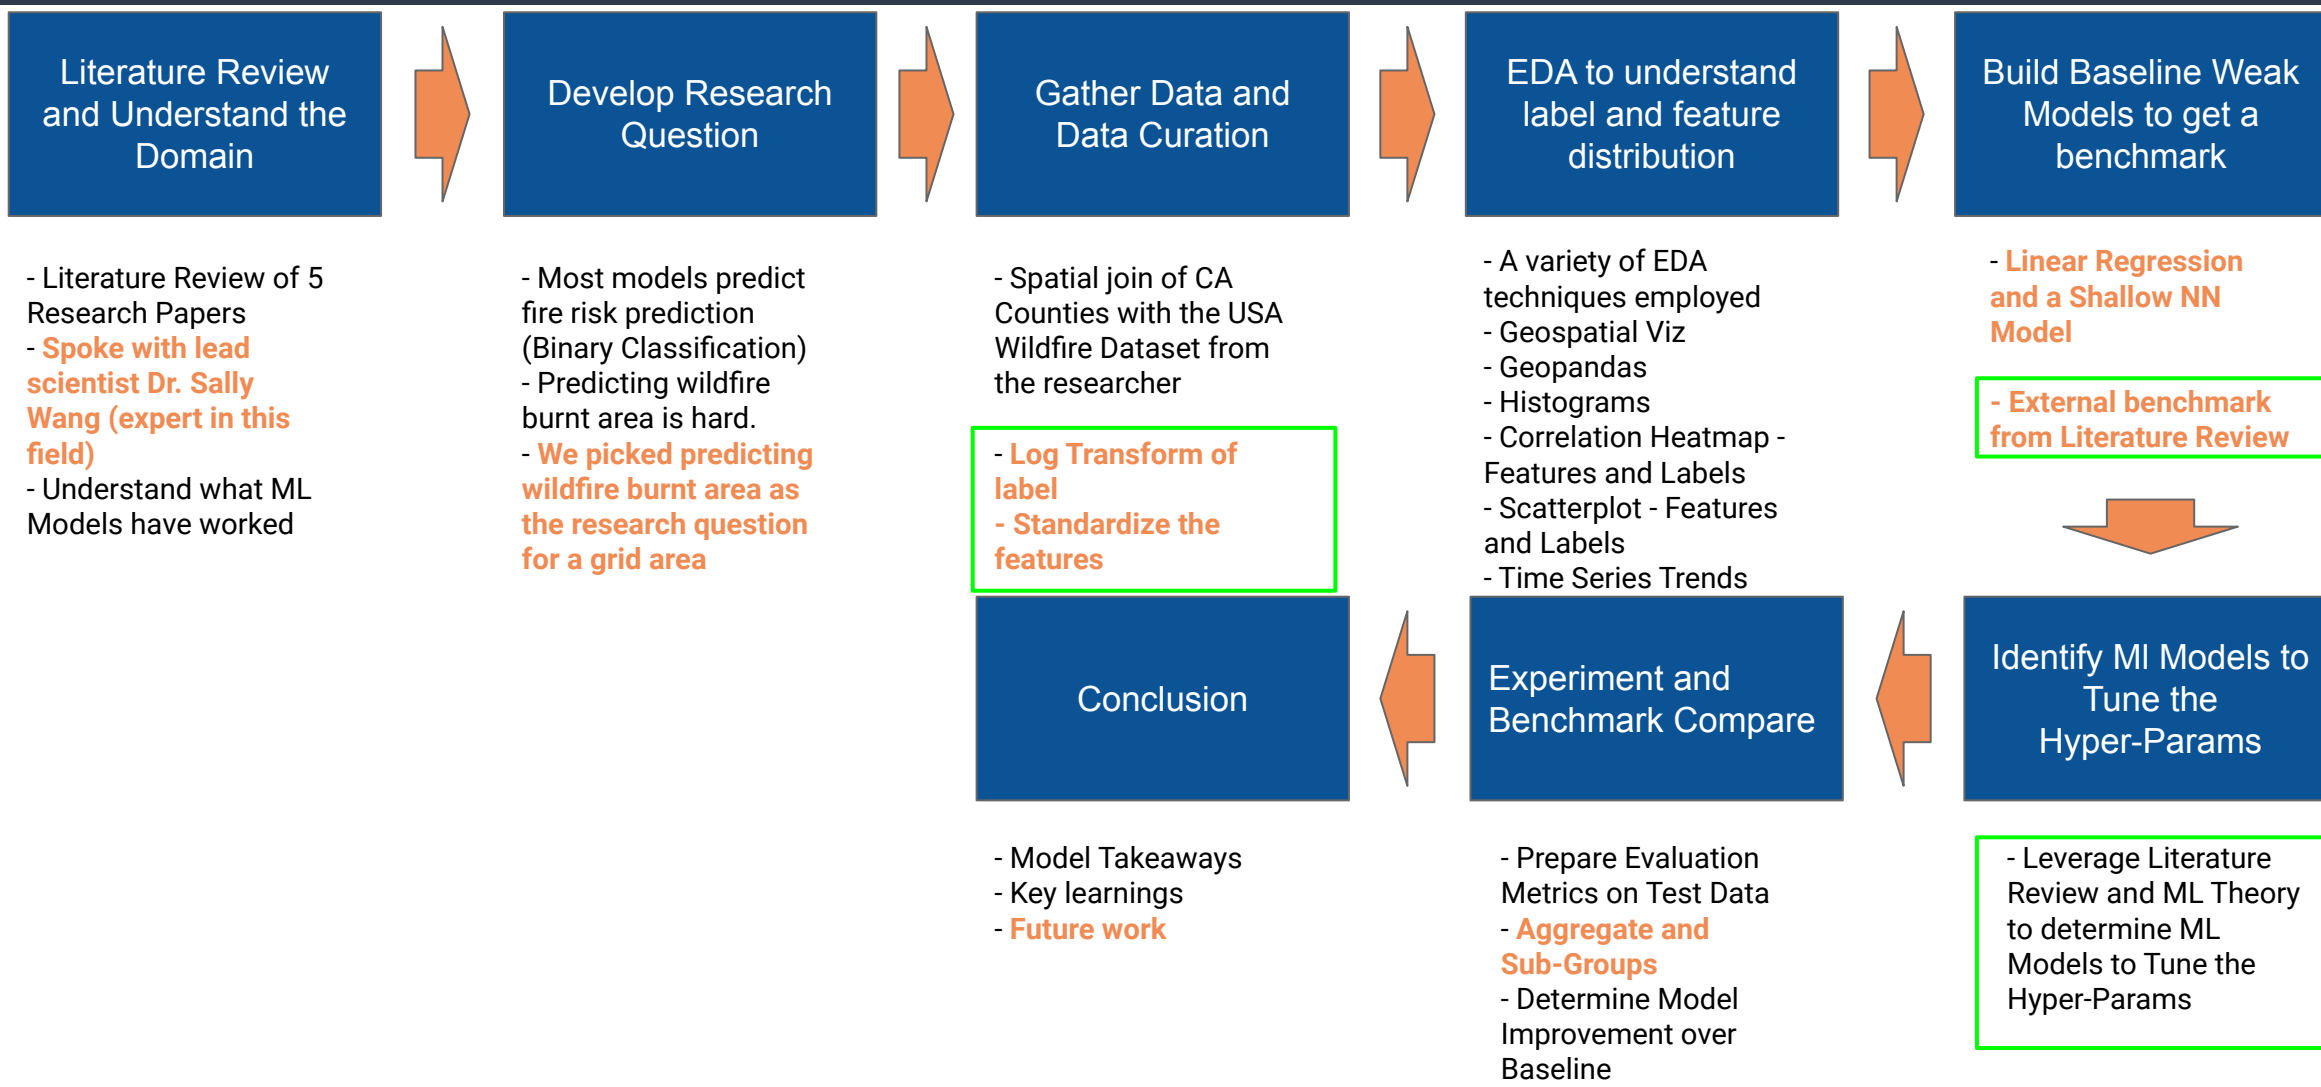 Literature Review
and Understand the
Domain
Develop Research
Question
Gather Data and
Data Curation
EDA to understand
label and feature
distribution
Build Baseline Weak
Models to get a
benchmark
- Literature Review of 5
Research Papers
- Spoke with lead
scientist Dr. Sally
Wang (expert in this
field)
- Understand what ML
Models have worked
- Most models predict
fire risk prediction
(Binary Classification)
- Predicting wildfire
burnt area is hard.
- We picked predicting
wildfire burnt area as
the research question
for a grid area
- Spatial join of CA
Counties with the USA
Wildfire Dataset from
the researcher
- Log Transform of
label
- Standardize the
features
- A variety of EDA
techniques employed
- Geospatial Viz
- Geopandas
- Histograms
- Correlation Heatmap -
Features and Labels
- Scatterplot - Features
and Labels
- Time Series Trends
- Linear Regression
and a Shallow NN
Model
- External benchmark
from Literature Review
Identify Ml Models to
Tune the
Hyper-Params
- Leverage Literature
Review and ML Theory
to determine ML
Models to Tune the
Hyper-Params
Experiment and
Benchmark Compare
- Prepare Evaluation
Metrics on Test Data
- Aggregate and
Sub-Groups
- Determine Model
Improvement over
Baseline
Conclusion
- Model Takeaways
- Key learnings
- Future work